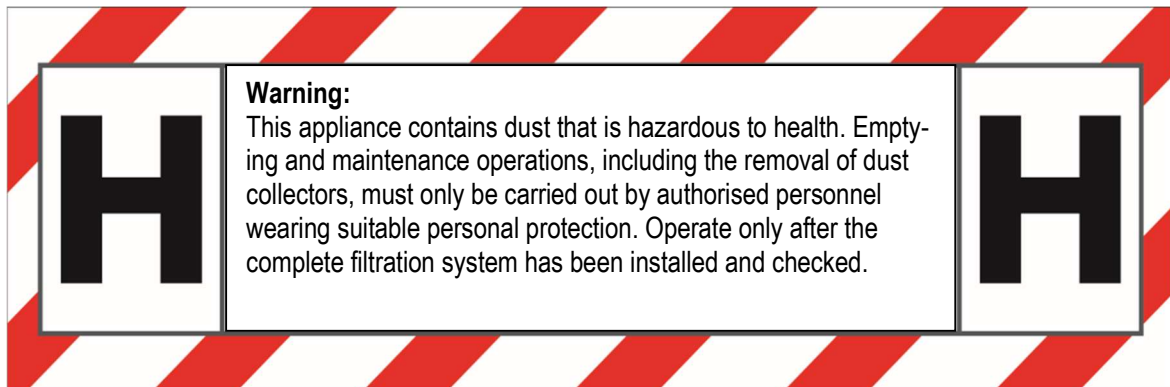 H
Warning:
This appliance contains dust that is hazardous to health. Empty-
ing and maintenance operations, including the removal of dust
collectors, must only be carried out by authorised personnel
wearing suitable personal protection. Operate only after the
complete filtration system has been installed and checked.
H